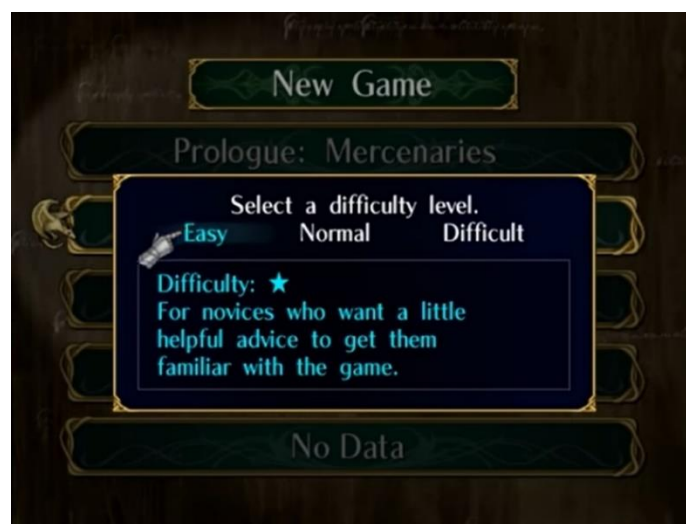 New Game
Prologue: Mercenaries
Select a difficulty level.
Easy Normal Difficult
Difficulty: ★
For novices who want a little
helpful advice to get them
familiar with the game.
No Data